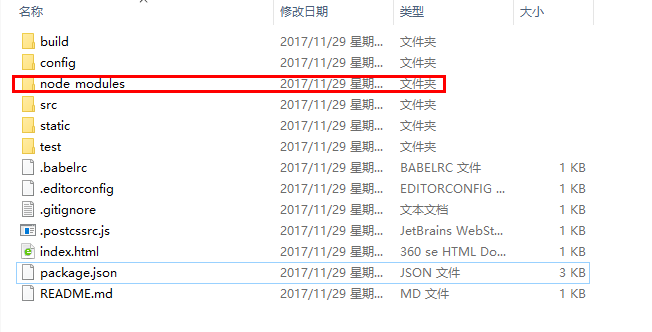 名称 修改日期 类型 大小
build 2017/11/29 星期... 文件夹
config 2017/11/29 星期... 文件夹
node_modules 2017/11/29 星期... 文件夹
src 2017/11/29 星期... 文件夹
static 2017/11/29 星期... 文件夹
test 2017/11/29 星期... 文件夹
.babelrc 2017/11/29 星期... BABELRC 文件 1 KB
.editorconfig 2017/11/29 星期... EDITORCONFIG ... 1 KB
.gitignore 2017/11/29 星期... 文本文档 1 KB
.postcssrc.js 2017/11/29 星期... JetBrains WebSt... 1 KB
index.html 2017/11/29 星期... 360 se HTML Do... 1 KB
package.json 2017/11/29 星期... JSON 文件 3 KB
README.md 2017/11/29 星期... MD 文件 1 KB